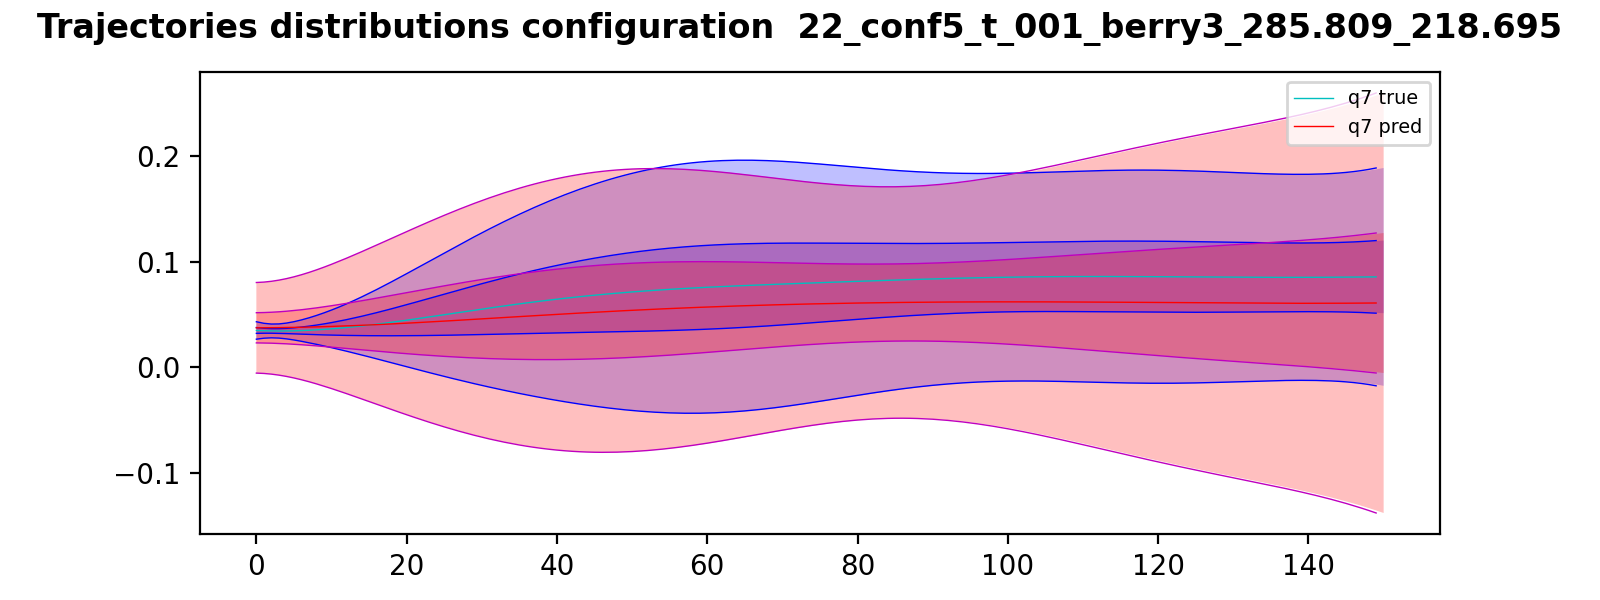 Trajectories distributions configuration 22_conf5_t_001_berry3_285.809_218.695
q7 true
q7 pred
0.2
0.1
0.0
−0.1
0 20 40 60 80 100 120 140